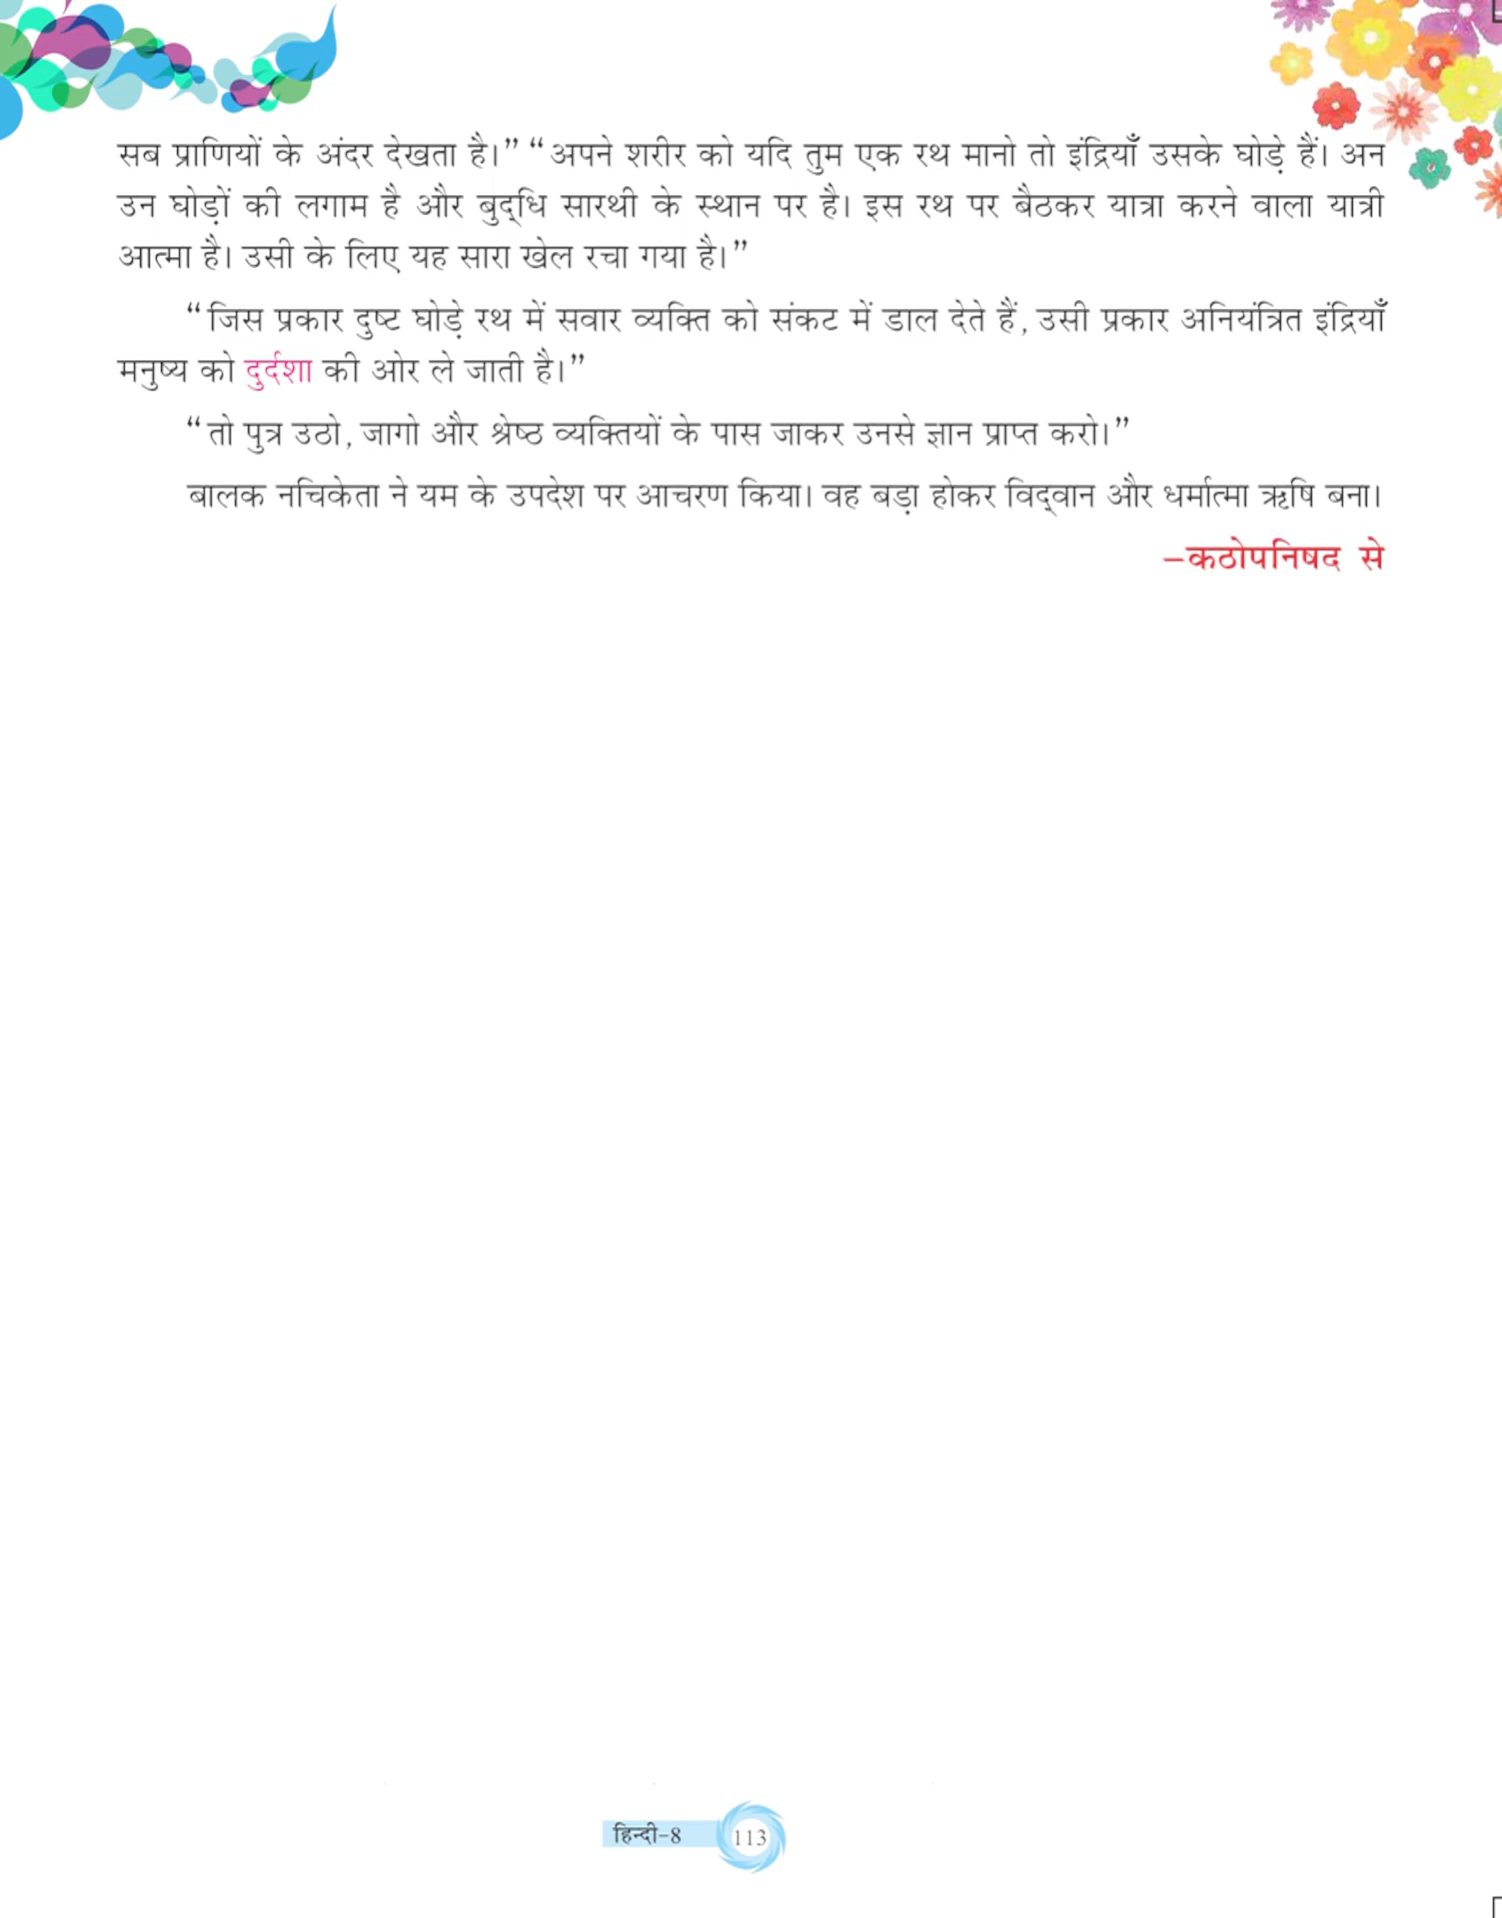 सब प्राणियों के अंदर देखता है।” “अपने शरीर को यदि तुम एक रथ मानो तो इंद्रियाँ उसके घोड़े हैं। अन
उन घोड़ों की लगाम है और बुद्‌धि सारथी के स्थान पर है। इस रथ पर बैठकर यात्रा करने वाला यात्री
आत्मा है। उसी के लिए यह सारा खेल रचा गया है।”
“जिस प्रकार दुष्ट घोड़े रथ में सवार व्यक्ति को संकट में डाल देते हैं, उसी प्रकार अनियंत्रित इंद्रियाँ
मनुष्य को दुर्दशा की ओर ले जाती है।”
“तो पुत्र उठो, जागो और श्रेष्ठ व्यक्तियों के पास जाकर उनसे ज्ञान प्राप्त करो।”
बालक नचिकेता ने यम के उपदेश पर आचरण किया। वह बड़ा होकर विद्‌वान और धर्मात्मा ऋषि बना।
–कठोपनिषद से
हिन्दी-8
113